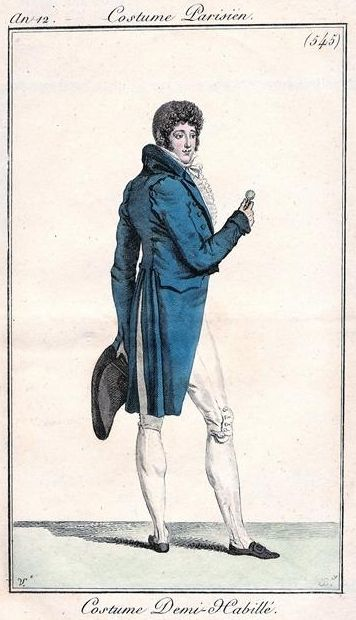 An 12.
Costume Parisien.
(545)
Costume Demi-Habillé.